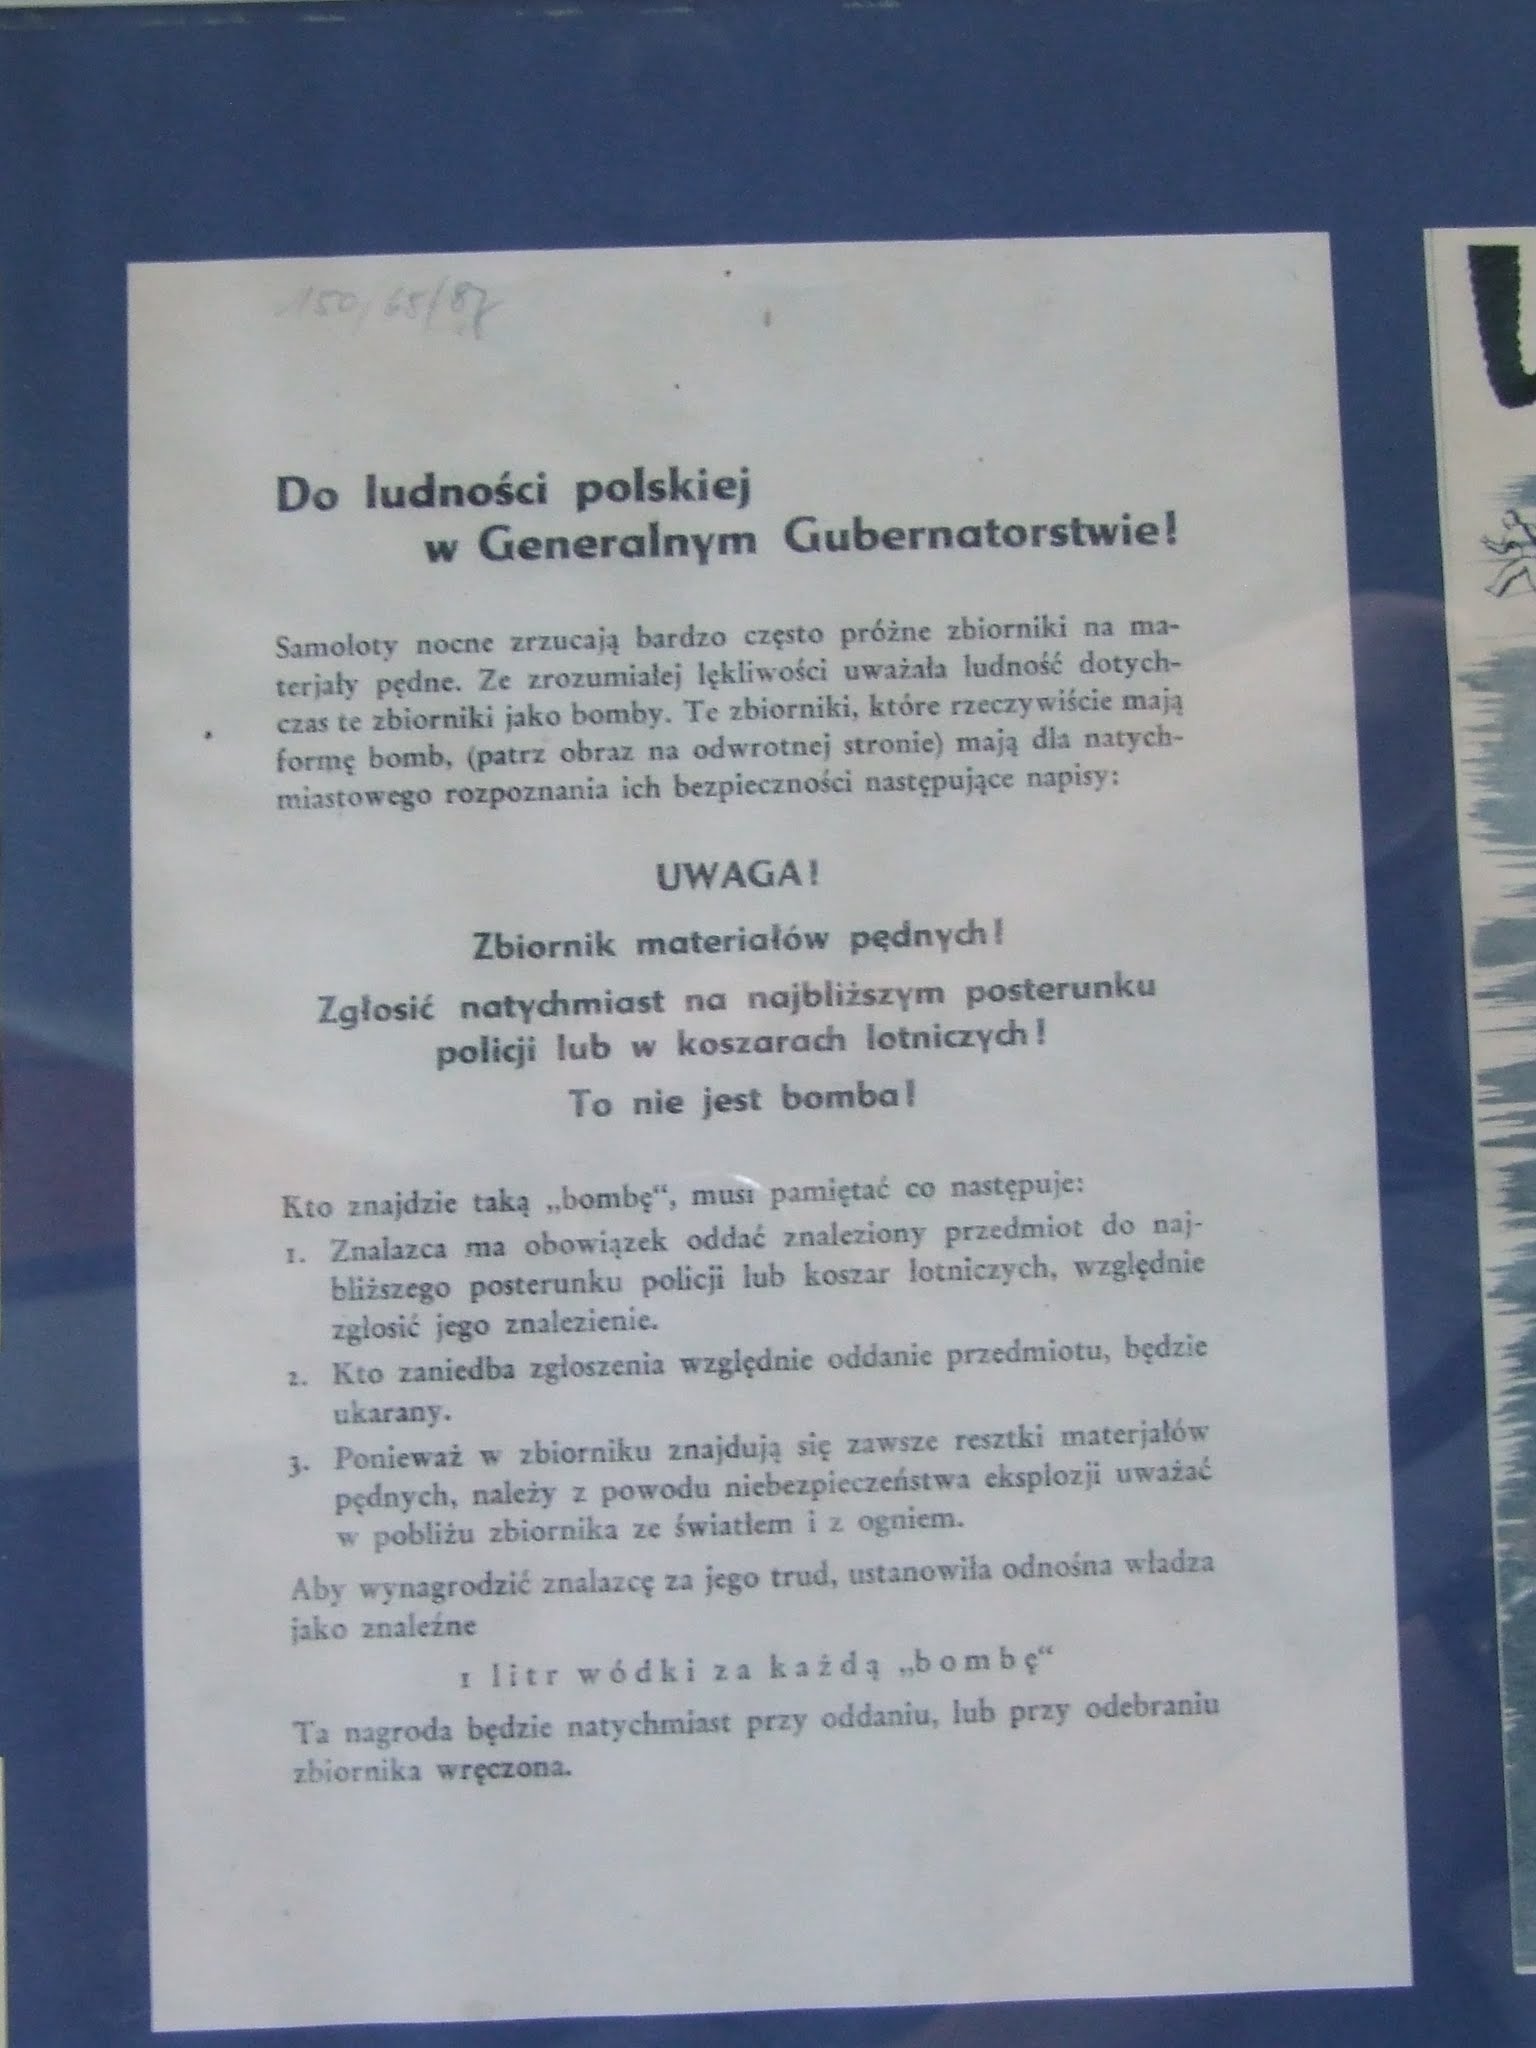 150/65/87
Do ludności polskiej
w Generalnym Gubernatorstwie!
Samoloty nocne zrzucają bardzo często próżne zbiorniki na ma-
terjały pędne. Ze zrozumiałej lękliwości uważała ludność dotych-
czas te zbiorniki jako bomby. Te zbiorniki, które rzeczywiście mają
formę bomb, (patrz obraz na odwrotnej stronie) mają dla natych-
miastowego rozpoznania ich bezpieczności następujące napisy:
UWAGA!
Zbiornik materiałów pędnych!
Zgłosić natychmiast na najbliższym posterunku
policji lub w koszarach lotniczych!
To nie jest bomba!
Kto znajdzie taką „bombę“, musi pamiętać co następuje:
1. Znalazca ma obowiązek oddać znaleziony przedmiot do naj-
bliższego posterunku policji lub koszar lotniczych, względnie
zgłosić jego znalezienie.
2. Kto zaniedba zgłoszenia względnie oddanie przedmiotu, będzie
ukarany.
3. Ponieważ w zbiorniku znajdują się zawsze resztki materjałów
pędnych, należy z powodu niebezpieczeństwa eksplozji uważać
w pobliżu zbiornika ze światłem i z ogniem.
Aby wynagrodzić znalazcę za jego trud, ustanowiła odnośna władza
jako znaleźne
1 litr wódki za każdą „bombę“
Ta nagroda będzie natychmiast przy oddaniu, lub przy odebraniu
zbiornika wręczona.